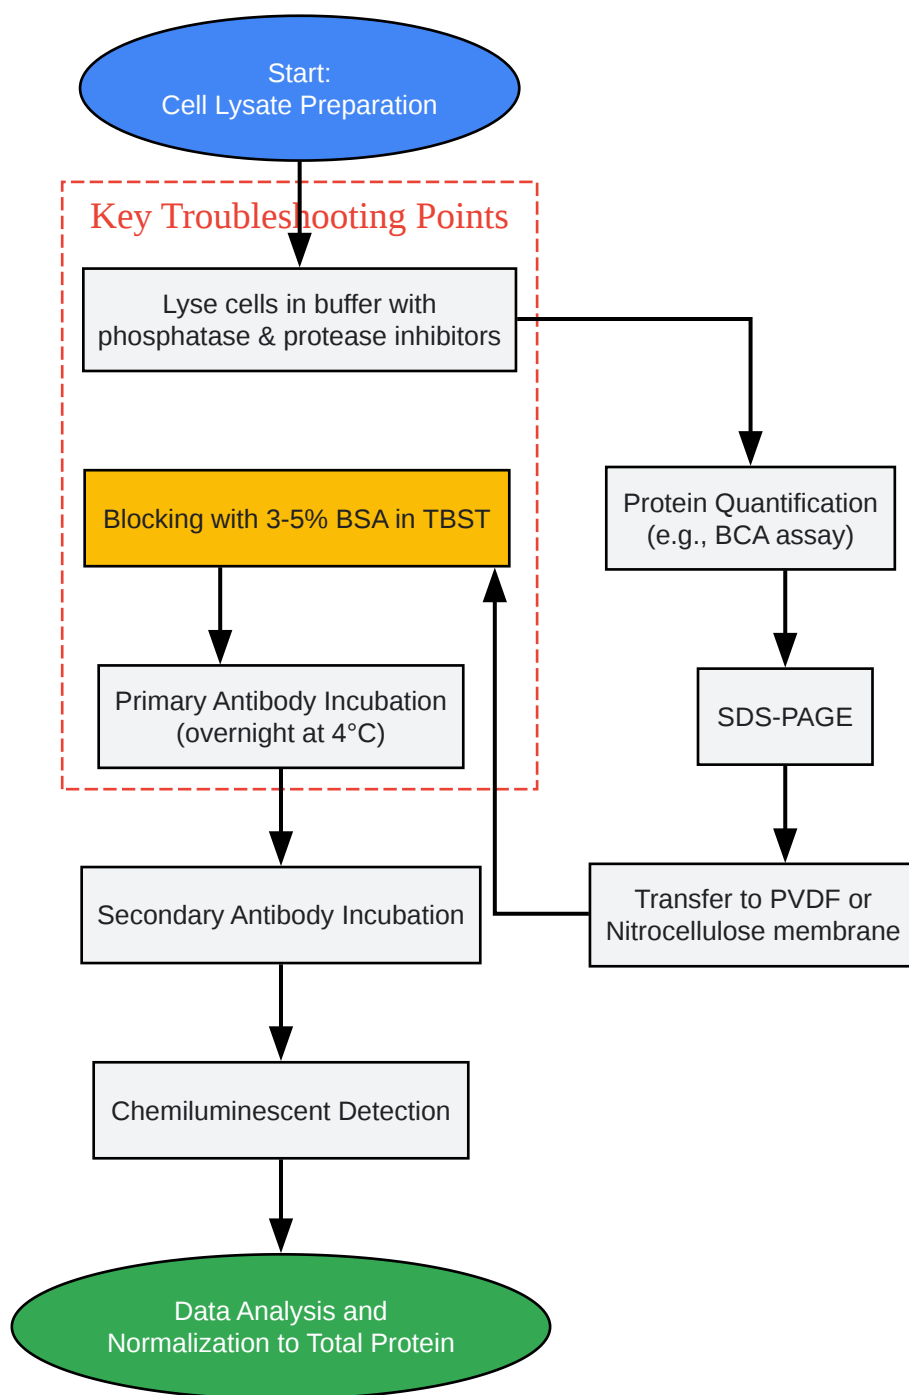 Start:
Cell Lysate Preparation
Key Troubleshooting Points
Lyse cells in buffer with
phosphatase & protease inhibitors
Protein Quantification
(e.g., BCA assay)
SDS-PAGE
Transfer to PVDF or
Nitrocellulose membrane
Blocking with 3-5% BSA in TBST
Primary Antibody Incubation
(overnight at 4°C)
Secondary Antibody Incubation
Chemiluminescent Detection
Data Analysis and
Normalization to Total Protein